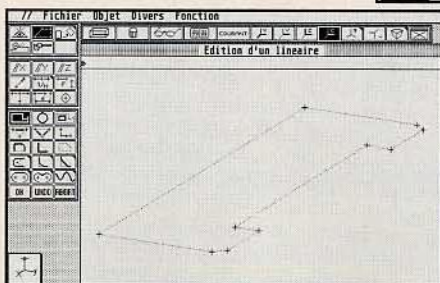 // Fichier Objet Divers Fonction
COURANT
Edition d'un lineaire
//X //Y //Z
OK UNDO ABORT